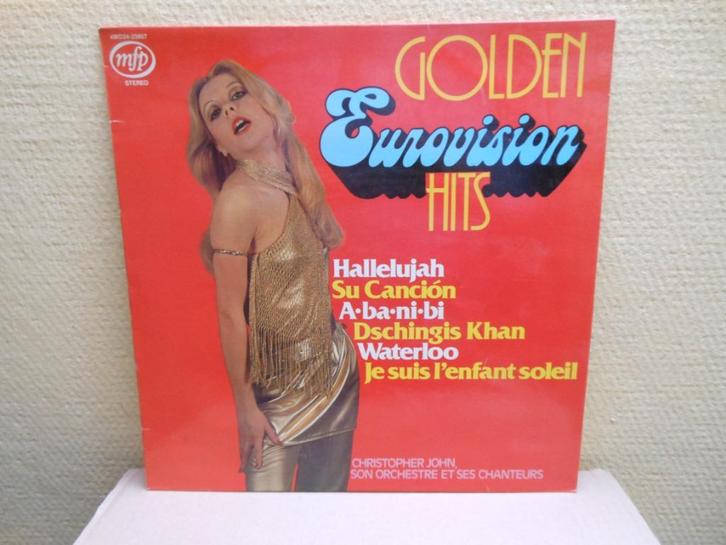 mfp
STEREO
GOLDEN
Eurovision
HITS
Hallelujah
Su Canción
A•ba•ni•bi
Dschingis Khan
Waterloo
Je suis l'enfant soleil
CHRISTOPHER JOHN,
SON ORCHESTRE ET SES CHANTEURS